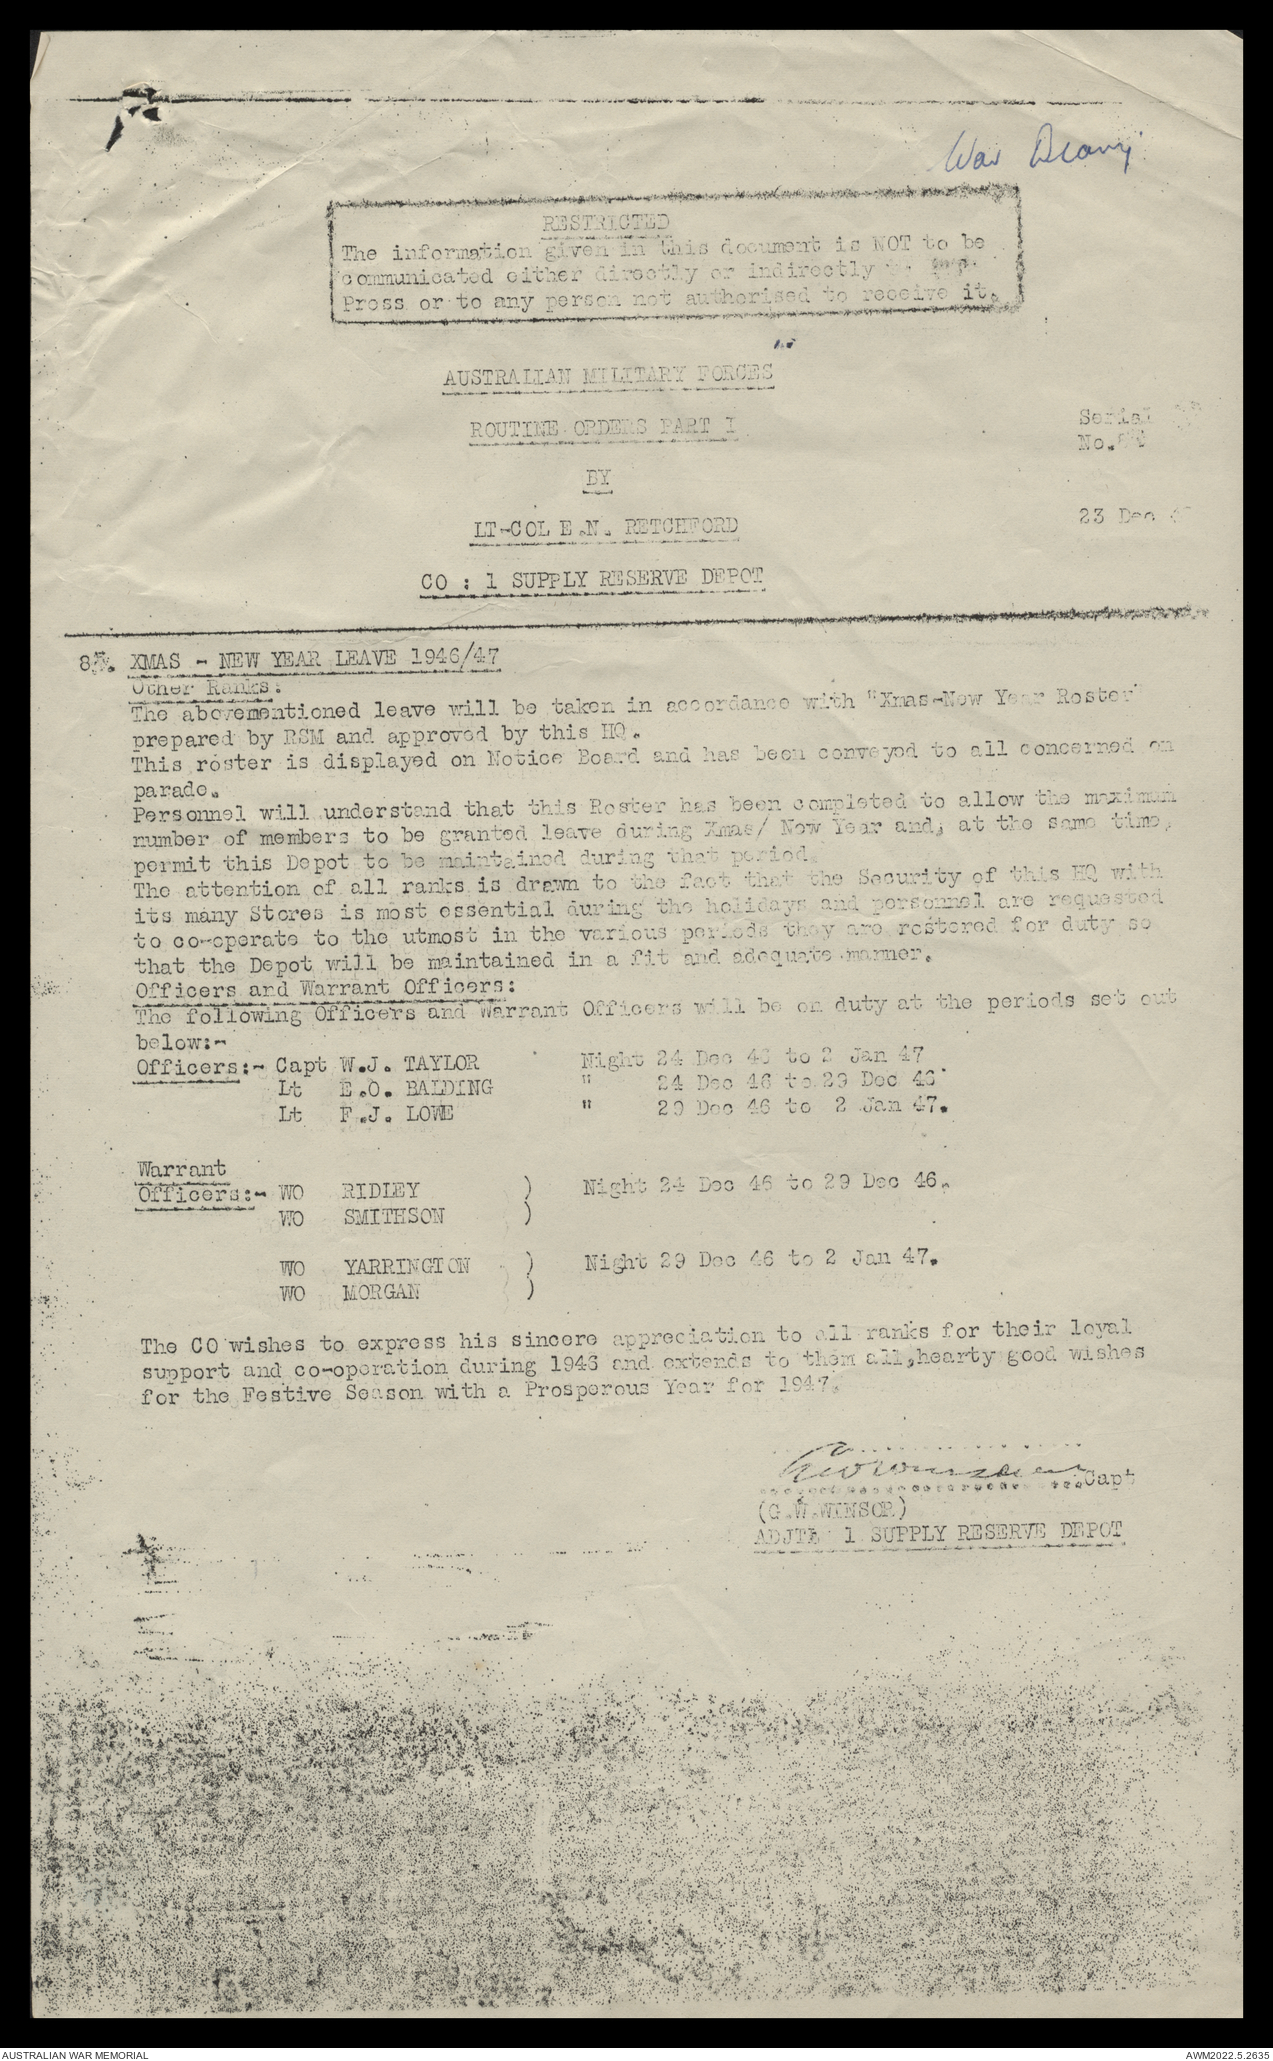 War Diary
RESTRICTED
The information given in this document is NOT to be
communicated either directly or indirectly
Press or to any person not authorised to receive it.
AUSTRALIAN MILITARY FORCES
ROUTINE ORDERS PART I
Serial
No.
BY
23 Dec
LT-COL E.N. RETCHFORD
CO : 1 SUPPLY RESERVE DEPOT
XMAS - NEW YEAR LEAVE 1946/47
Other Ranks:
The abovementioned leave will be taken in accordance with "Xmas-New Year Roster"
prepared by RSM and approved by this HQ.
This roster is displayed on Notice Board and has been conveyed to all concerned on
parade.
Personnel will understand that this Roster has been completed to allow the maximum
number of members to be granted leave during Xmas/ New Year and, at the same time,
permit this Depot to be maintained during that period.
The attention of all ranks is drawn to the fact that the Security of this HQ with
its many Stores is most essential during the holidays and personnel are requested
to co-operate to the utmost in the various periods they are rostered for duty so
that the Depot will be maintained in a fit and adequate manner.
Officers and Warrant Officers:
The following Officers and Warrant Officers will be on duty at the periods set out
below:-
Officers:- Capt W.J. TAYLOR Night 24 Dec 46 to 2 Jan 47
Lt E.O. BALDING " 24 Dec 46 to 29 Dec 46
Lt F.J. LOWE " 29 Dec 46 to 2 Jan 47.
Warrant
Officers:- WO RIDLEY ) Night 24 Dec 46 to 29 Dec 46.
WO SMITHSON )
WO YARRINGTON ) Night 29 Dec 46 to 2 Jan 47.
WO MORGAN )
The CO wishes to express his sincere appreciation to all ranks for their loyal
support and co-operation during 1946 and extends to them all, hearty good wishes
for the Festive Season with a Prosperous Year for 1947.
Capt
(G.W.WINSOR)
ADJT: 1 SUPPLY RESERVE DEPOT
AUSTRALIAN WAR MEMORIAL
AWM2022.5.2635